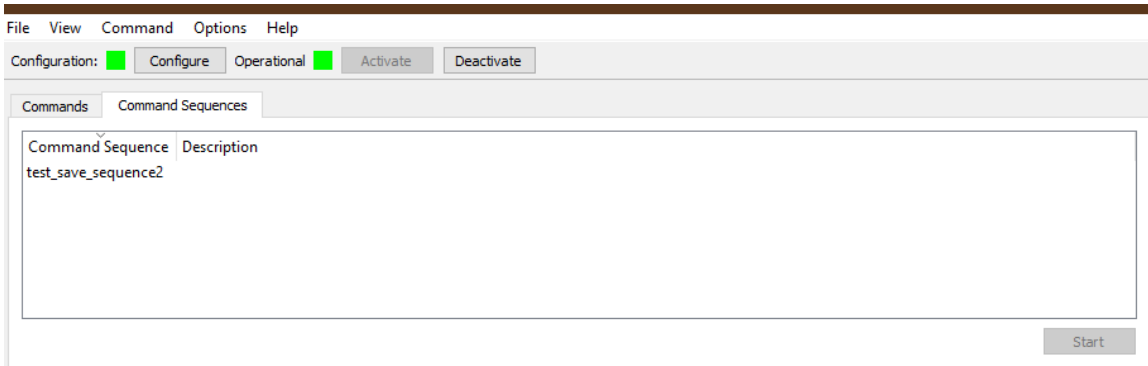 File View Command Options Help
Configuration: Configure Operational Activate Deactivate
Commands Command Sequences
Command Sequence Description
test_save_sequence2
Start